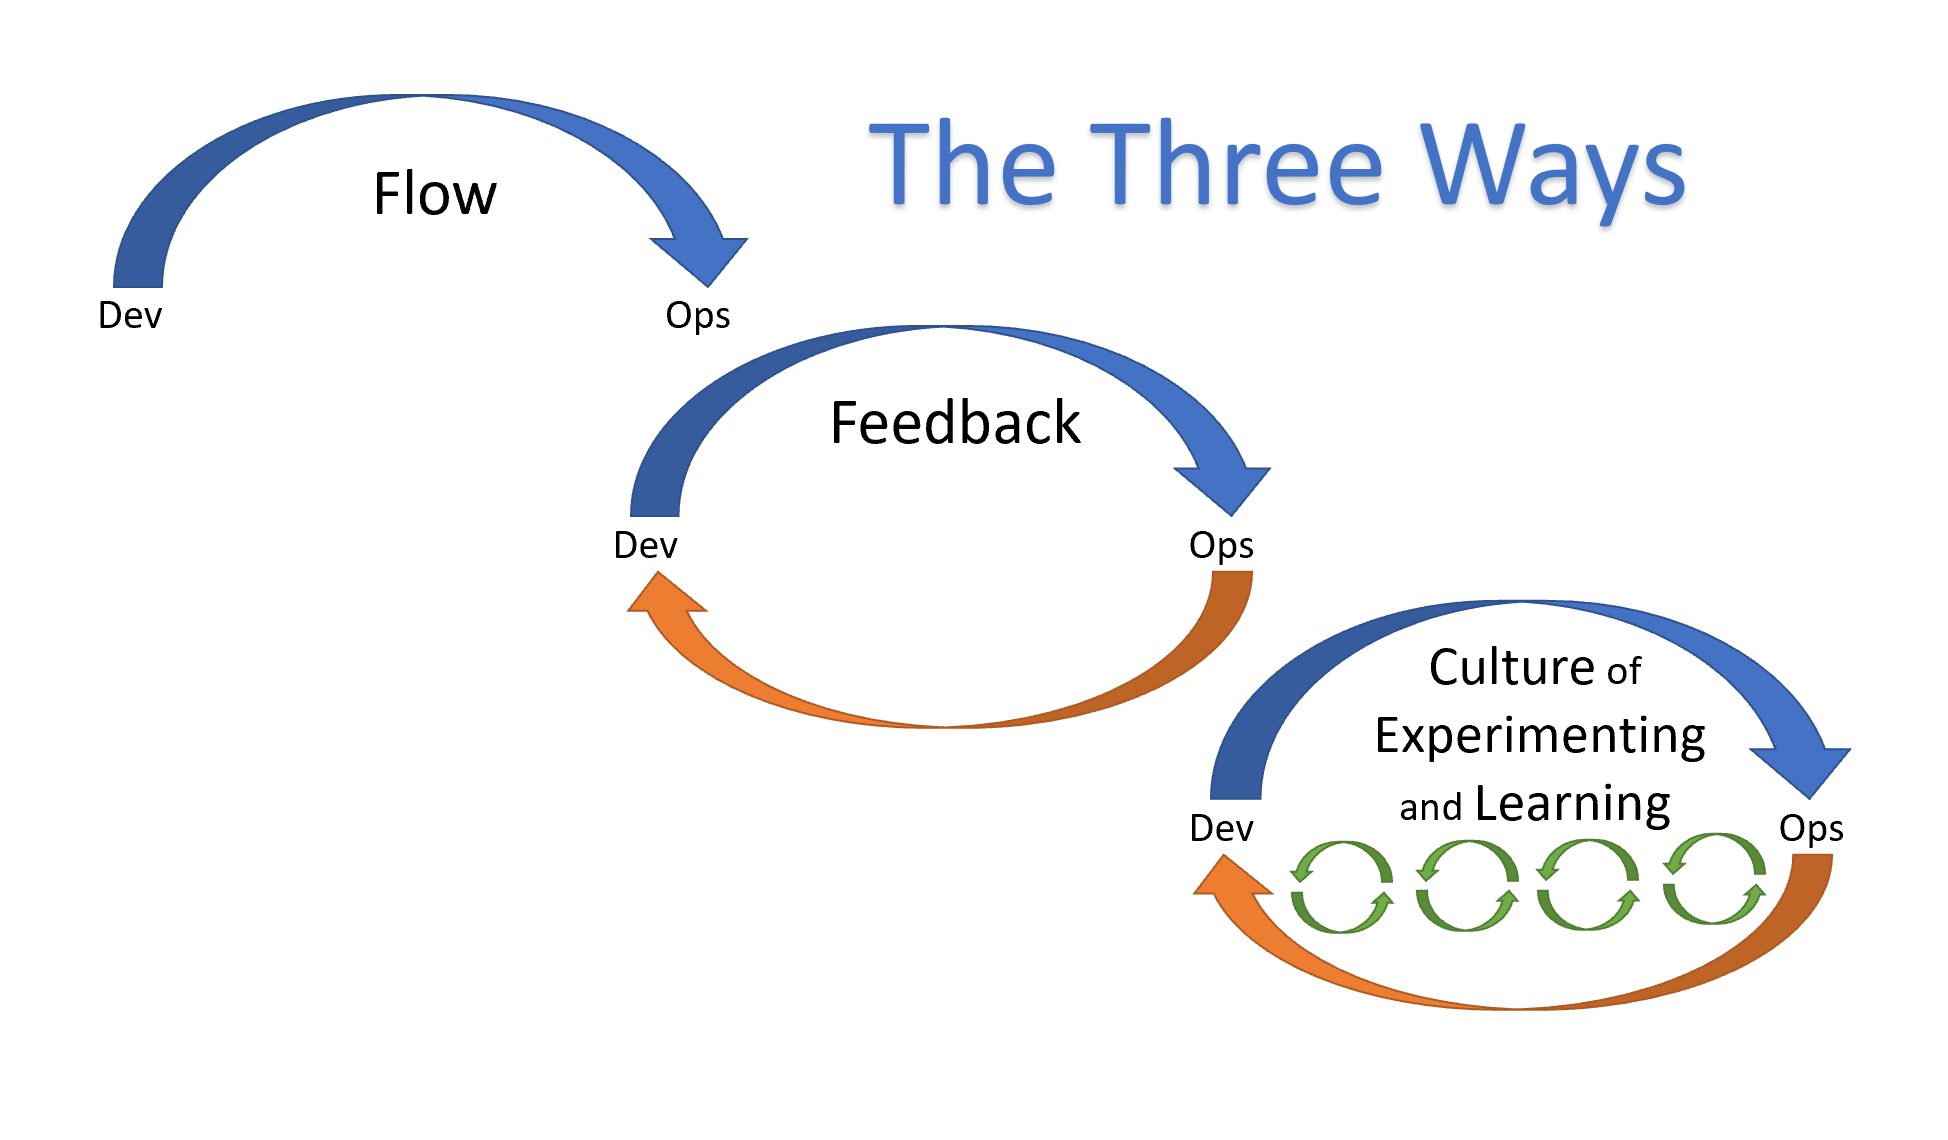 The Three Ways
Flow
Dev
Ops
Feedback
Dev
Ops
Culture of
Experimenting
and Learning
Dev
Ops